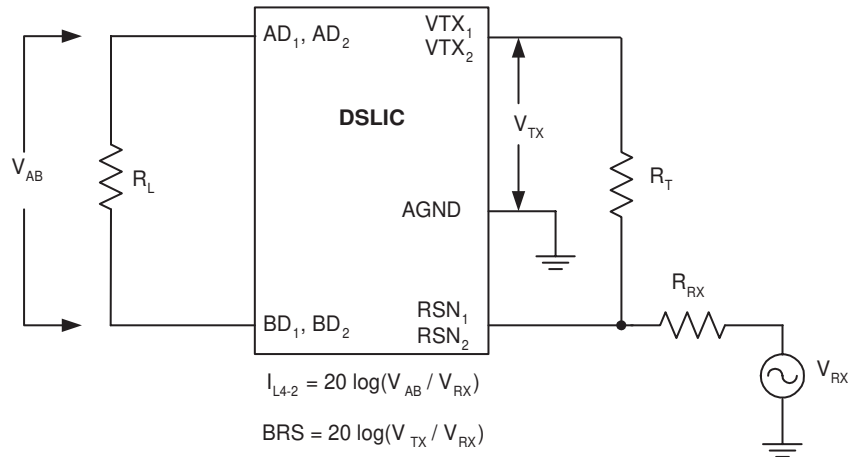 AD₁, AD₂
VTX₁
VTX₂
DSLIC
V_TX
V_AB
R_L
R_T
AGND
R_RX
BD₁, BD₂
RSN₁
RSN₂
V_RX
I_L4-2 = 20 log(V_AB / V_RX)
BRS = 20 log(V_TX / V_RX)